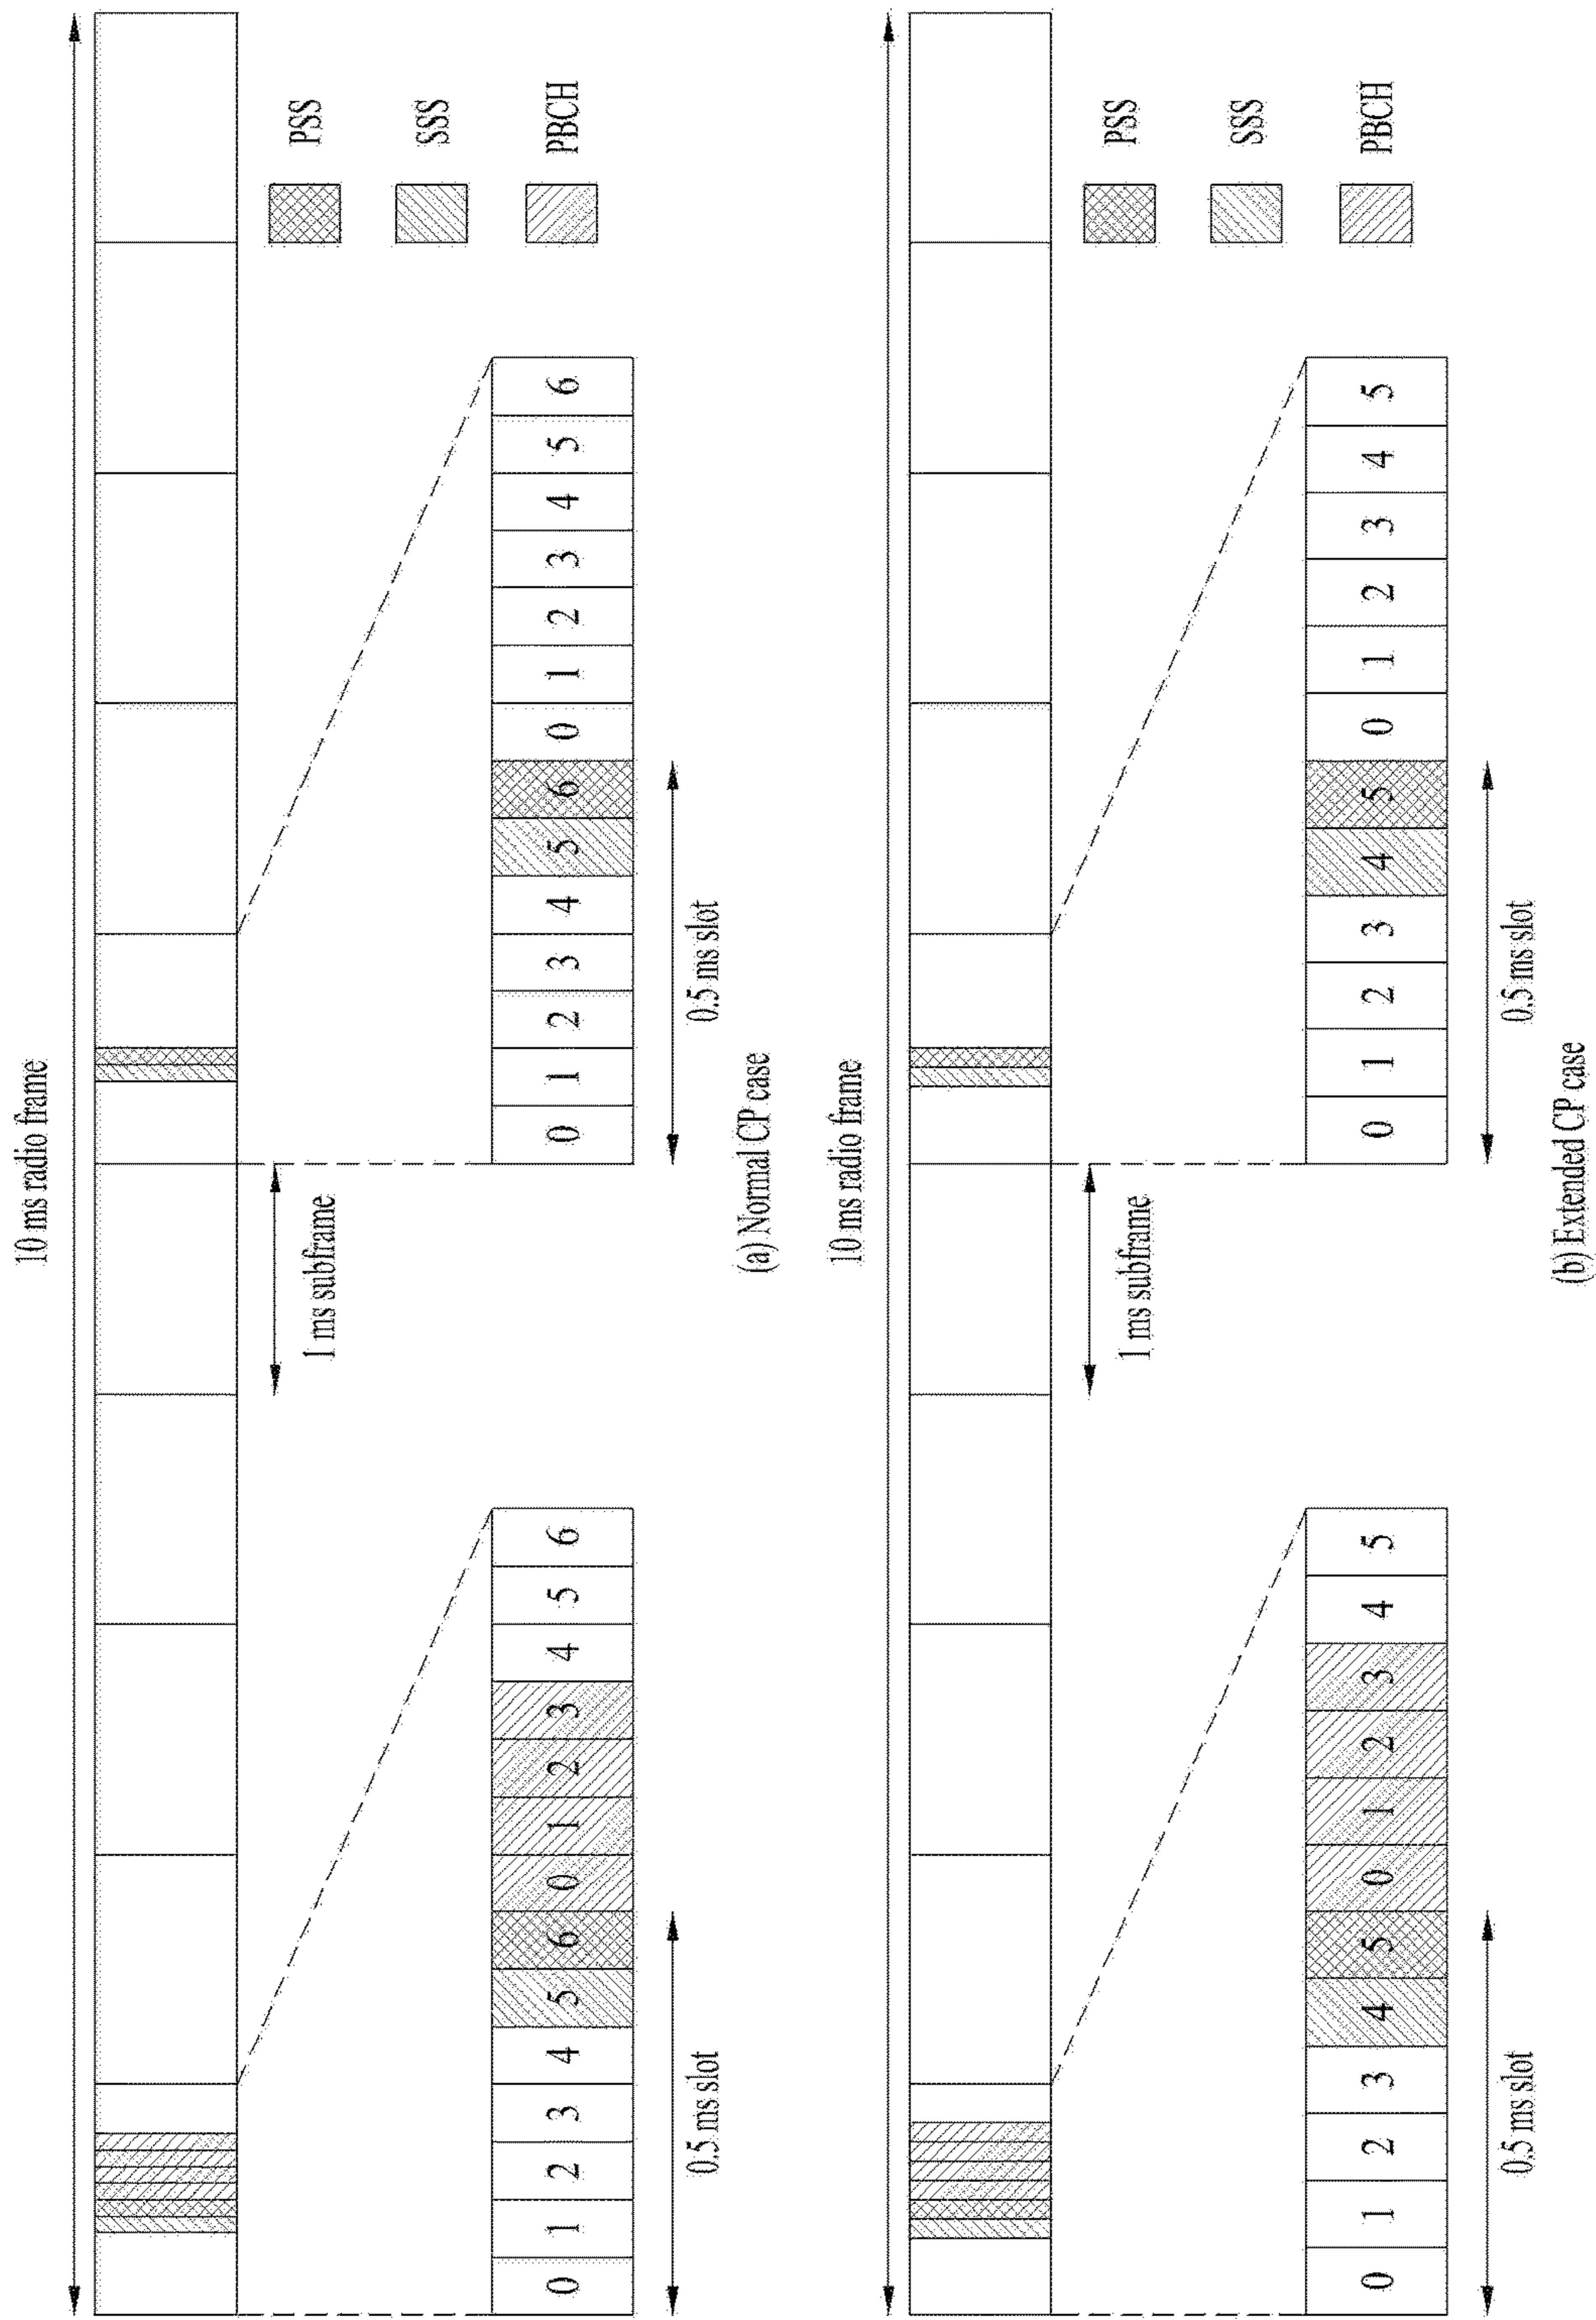 10 ms radio frame
PSS
SSS
PBCH
1 ms subframe
0 1 2 3 4 5 6 0 1 2 3 4 5 6
0 1 2 3 4 5 6 0 1 2 3 4 5 6
0.5 ms slot
0.5 ms slot
(a) Normal CP case
10 ms radio frame
PSS
SSS
PBCH
1 ms subframe
0 1 2 3 4 5 0 1 2 3 4 5
0 1 2 3 4 5 0 1 2 3 4 5
0.5 ms slot
0.5 ms slot
(b) Extended CP case